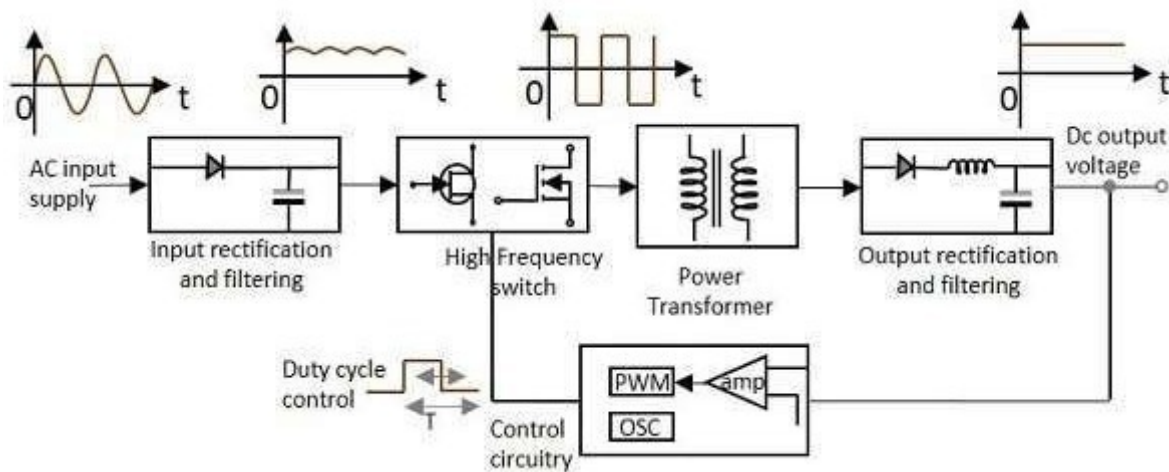 0
t
0
t
0
t
0
t
AC input
supply
Input rectification
and filtering
High Frequency
switch
Power
Transformer
Dc output
voltage
Output rectification
and filtering
Duty cycle
control
T
Control
circuitry
PWM
amp
OSC